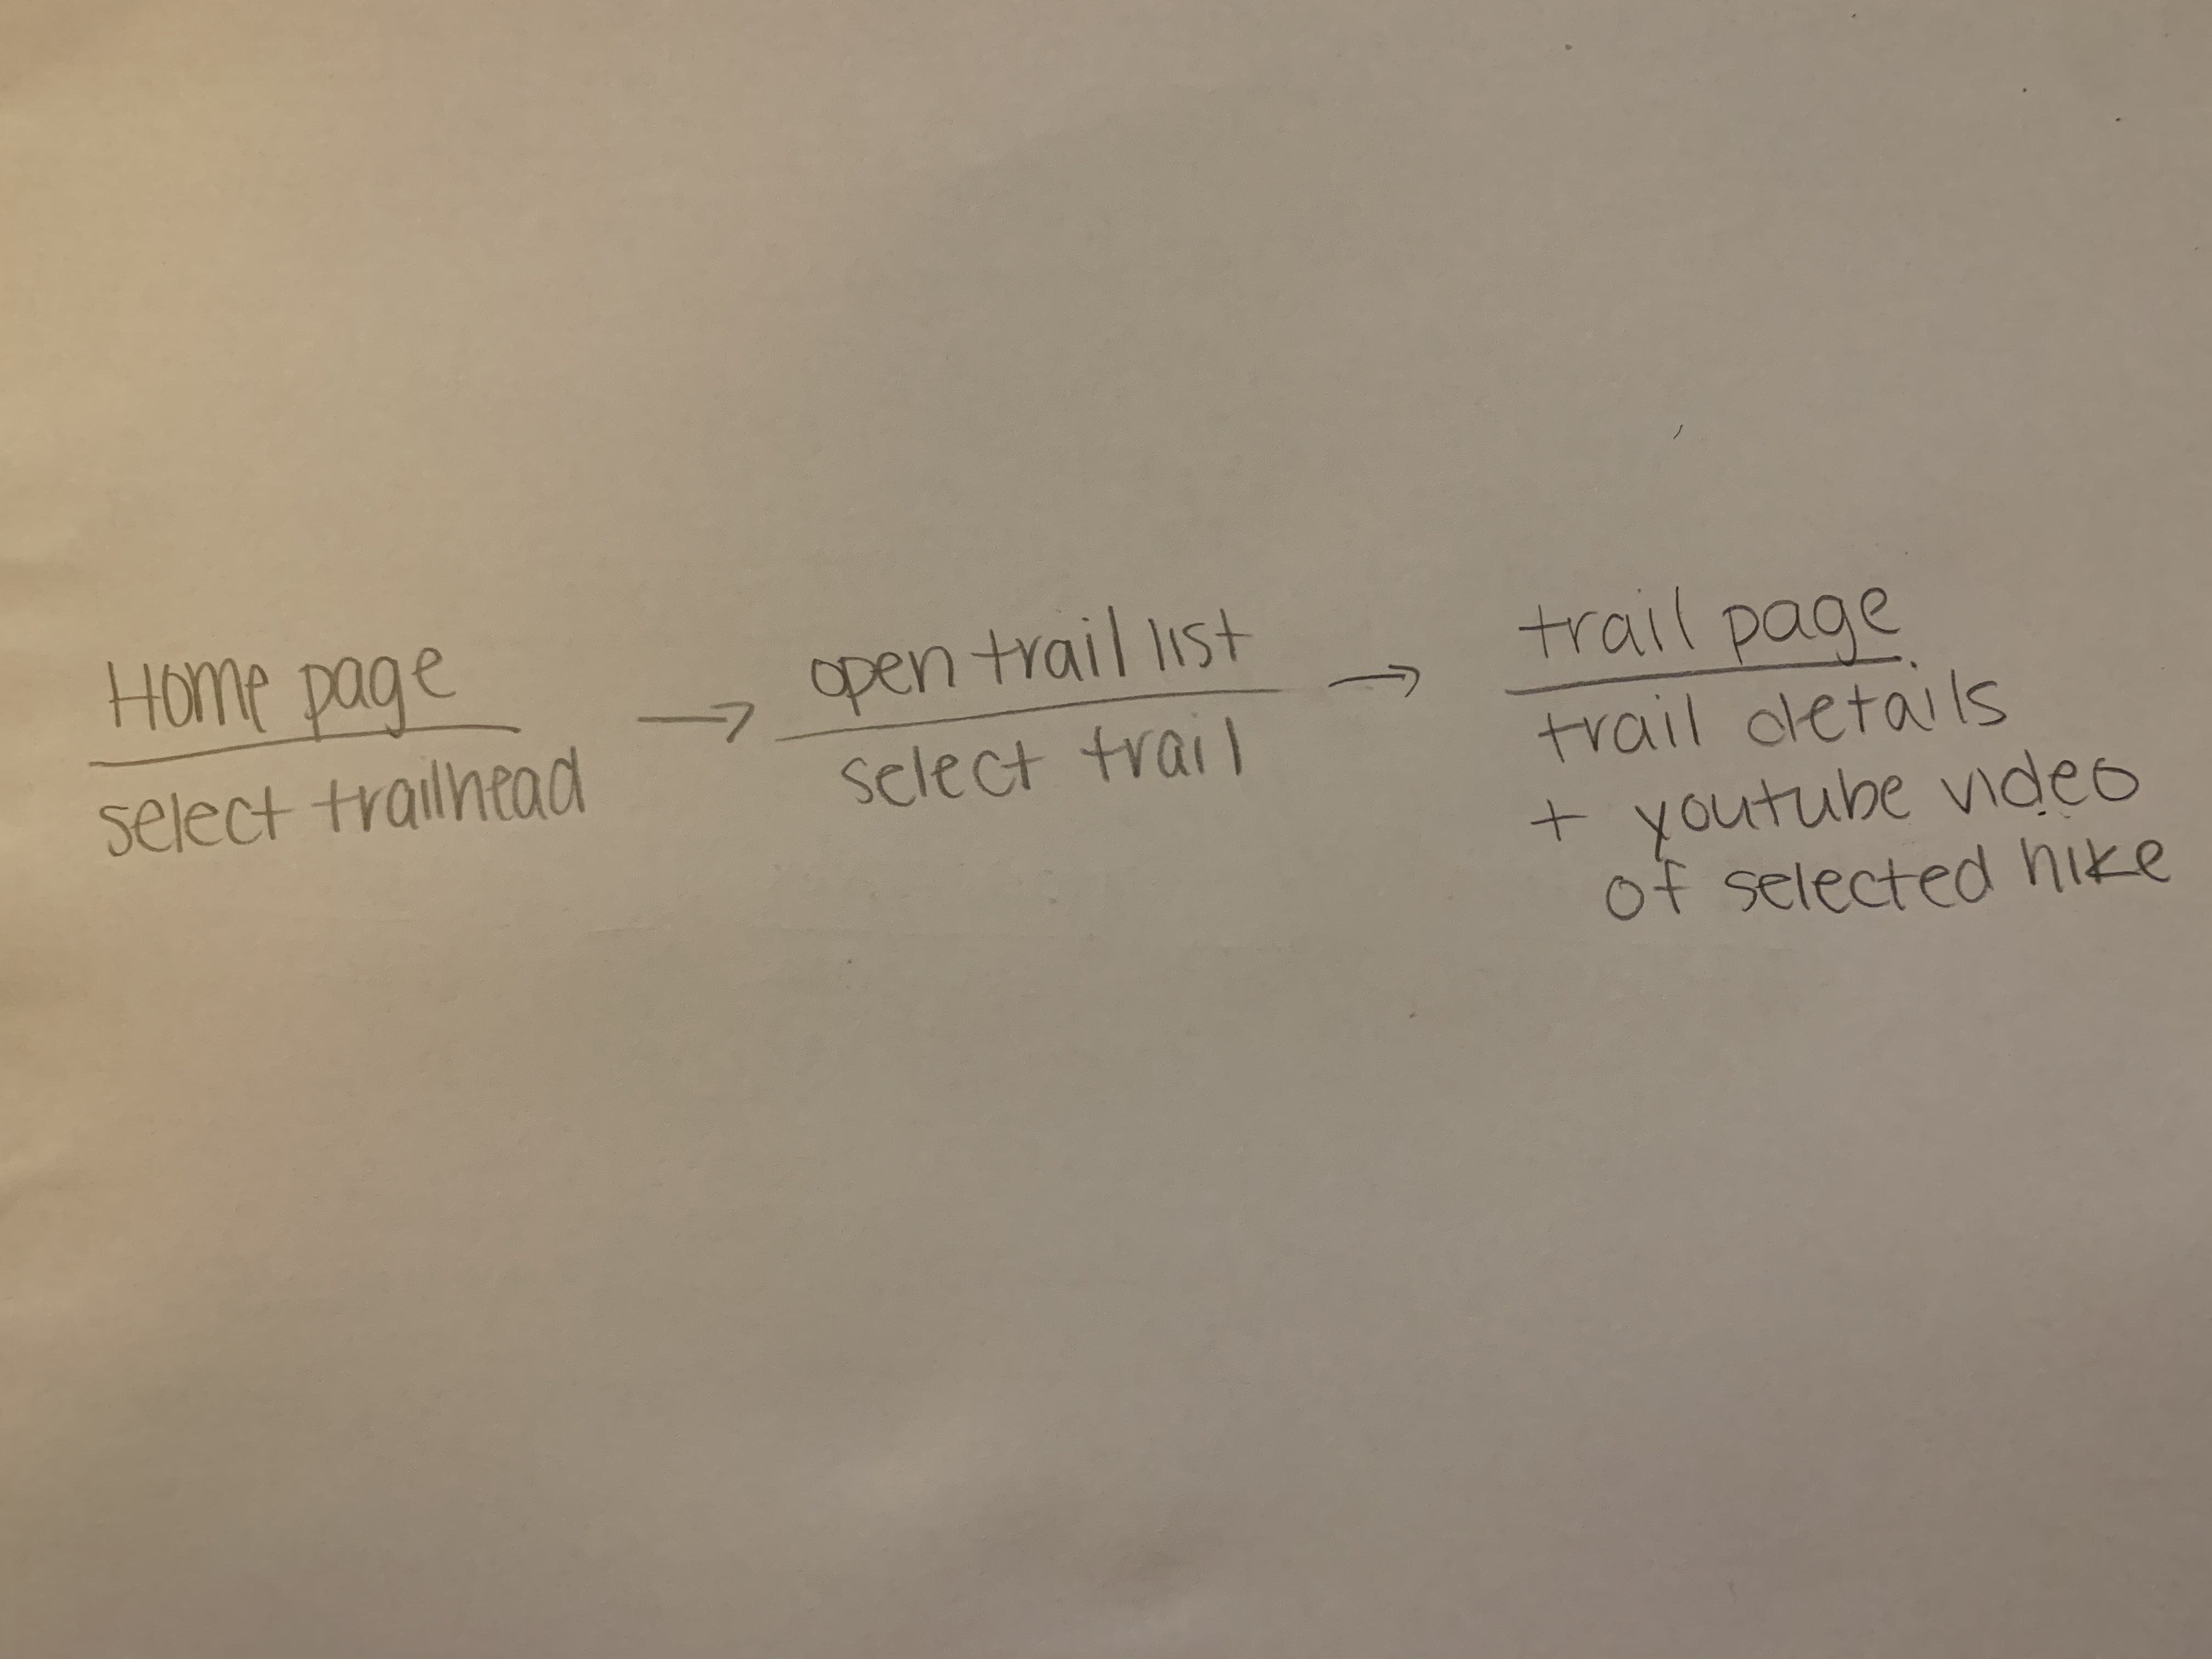 Home page
select trailhead
→
open trail list
select trail
→
trail page
trail details
+ youtube video
of selected hike